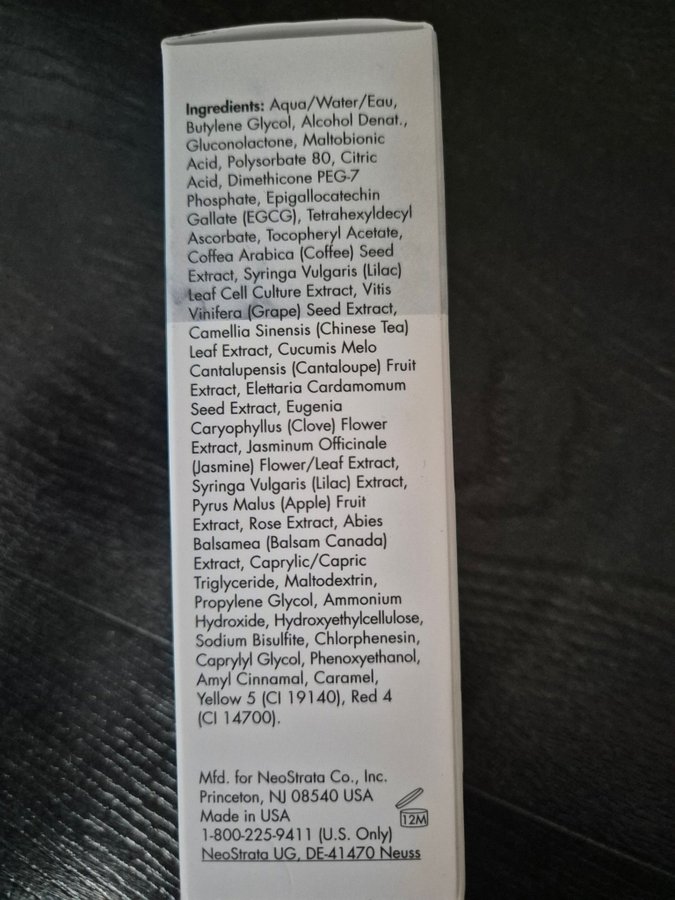 Ingredients: Aqua/Water/Eau,
Butylene Glycol, Alcohol Denat.,
Gluconolactone, Maltobionic
Acid, Polysorbate 80, Citric
Acid, Dimethicone PEG-7
Phosphate, Epigallocatechin
Gallate (EGCG), Tetrahexyldecyl
Ascorbate, Tocopheryl Acetate,
Coffea Arabica (Coffee) Seed
Extract, Syringa Vulgaris (Lilac)
Leaf Cell Culture Extract, Vitis
Vinifera (Grape) Seed Extract,
Camellia Sinensis (Chinese Tea)
Leaf Extract, Cucumis Melo
Cantalupensis (Cantaloupe) Fruit
Extract, Elettaria Cardamomum
Seed Extract, Eugenia
Caryophyllus (Clove) Flower
Extract, Jasminum Officinale
(Jasmine) Flower/Leaf Extract,
Syringa Vulgaris (Lilac) Extract,
Pyrus Malus (Apple) Fruit
Extract, Rose Extract, Abies
Balsamea (Balsam Canada)
Extract, Caprylic/Capric
Triglyceride, Maltodextrin,
Propylene Glycol, Ammonium
Hydroxide, Hydroxyethylcellulose,
Sodium Bisulfite, Chlorphenesin,
Caprylyl Glycol, Phenoxyethanol,
Amyl Cinnamal, Caramel,
Yellow 5 (CI 19140), Red 4
(CI 14700).
Mfd. for NeoStrata Co., Inc.
Princeton, NJ 08540 USA
Made in USA
12M
1-800-225-9411 (U.S. Only)
NeoStrata UG, DE-41470 Neuss